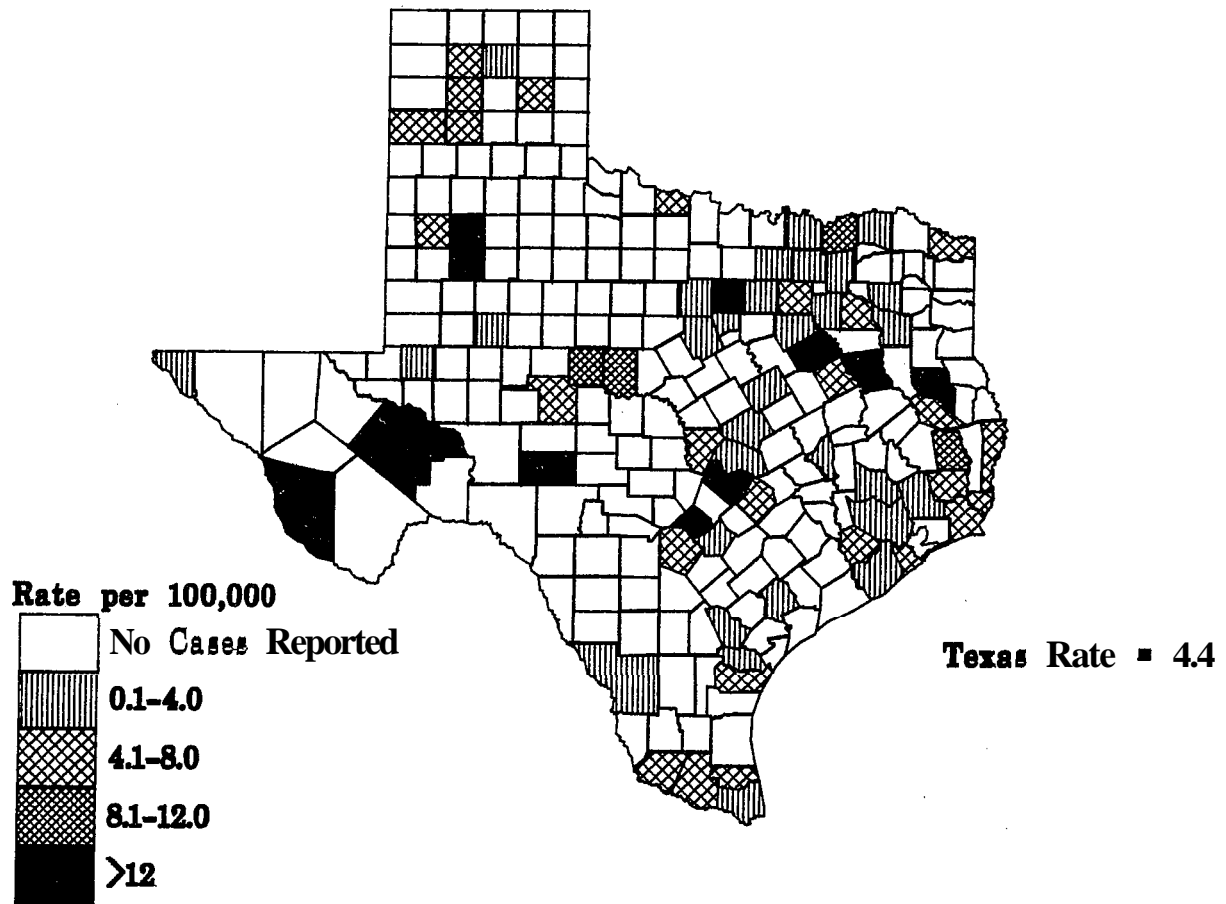 Rate per 100,000
No Cases Reported
0.1-4.0
4.1-8.0
8.1-12.0
>12
Texas Rate = 4.4